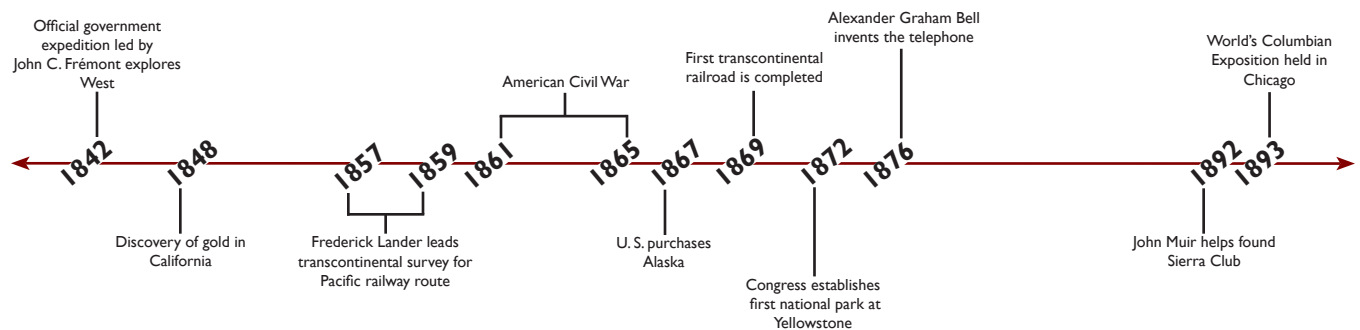 Official government
expedition led by
John C. Frémont explores
West
1842
1848
Discovery of gold in
California
1857
1859
Frederick Lander leads
transcontinental survey for
Pacific railway route
American Civil War
1861
1865
1867
U. S. purchases
Alaska
First transcontinental
railroad is completed
1869
1872
Congress establishes
first national park at
Yellowstone
Alexander Graham Bell
invents the telephone
1876
1892
John Muir helps found
Sierra Club
World's Columbian
Exposition held in
Chicago
1893